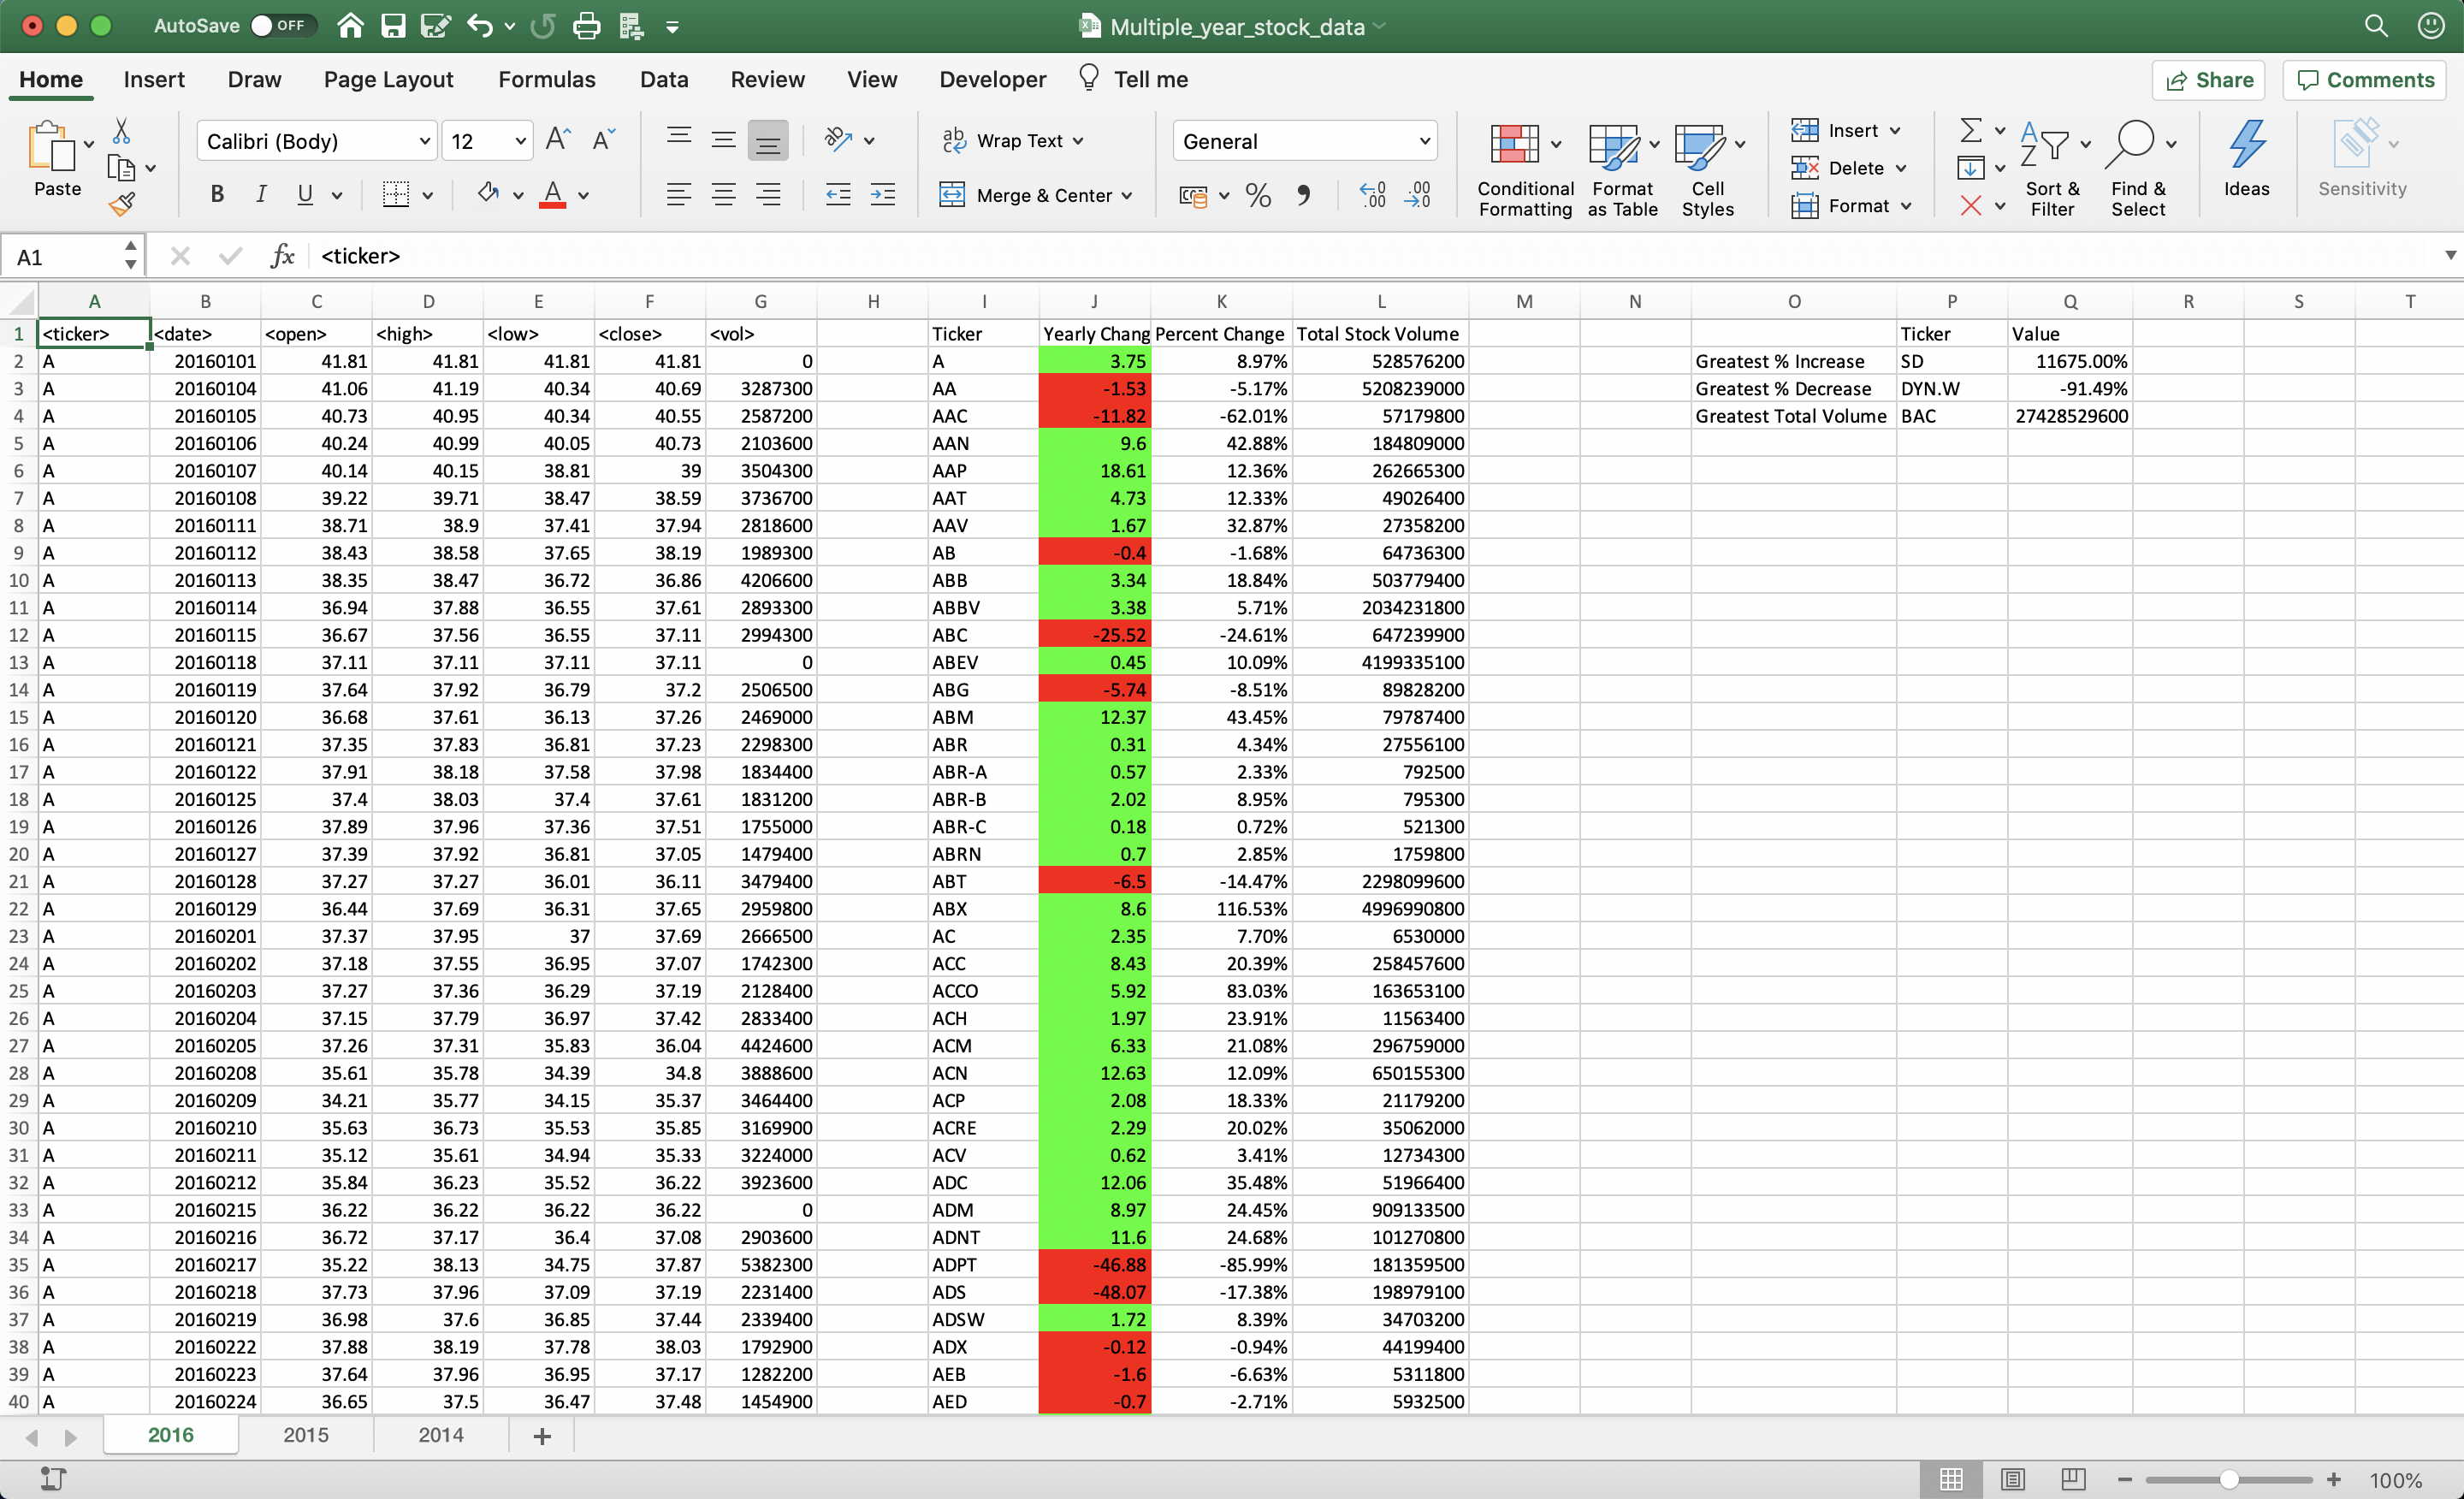 AutoSave OFF Multiple_year_stock_data
Home Insert Draw Page Layout Formulas Data Review View Developer Tell me Share Comments
Paste Calibri (Body) 12 A A Wrap Text General Conditional Formatting Format as Table Cell Styles Insert Delete Format Sort & Filter Find & Select Ideas Sensitivity
B I U A Merge & Center % .00 .0
A1 fx <ticker>
A B C D E F G H I J K L M N O P Q R S T
1 <ticker> <date> <open> <high> <low> <close> <vol> Ticker Yearly Chang Percent Change Total Stock Volume Ticker Value
2 A 20160101 41.81 41.81 41.81 41.81 0 A 3.75 8.97% 528576200 Greatest % Increase SD 11675.00%
3 A 20160104 41.06 41.19 40.34 40.69 3287300 AA -1.53 -5.17% 5208239000 Greatest % Decrease DYN.W -91.49%
4 A 20160105 40.73 40.95 40.34 40.55 2587200 AAC -11.82 -62.01% 57179800 Greatest Total Volume BAC 27428529600
5 A 20160106 40.24 40.99 40.05 40.73 2103600 AAN 9.6 42.88% 184809000
6 A 20160107 40.14 40.15 38.81 39 3504300 AAP 18.61 12.36% 262665300
7 A 20160108 39.22 39.71 38.47 38.59 3736700 AAT 4.73 12.33% 49026400
8 A 20160111 38.71 38.9 37.41 37.94 2818600 AAV 1.67 32.87% 27358200
9 A 20160112 38.43 38.58 37.65 38.19 1989300 AB -0.4 -1.68% 64736300
10 A 20160113 38.35 38.47 36.72 36.86 4206600 ABB 3.34 18.84% 503779400
11 A 20160114 36.94 37.88 36.55 37.61 2893300 ABBV 3.38 5.71% 2034231800
12 A 20160115 36.67 37.56 36.55 37.11 2994300 ABC -25.52 -24.61% 647239900
13 A 20160118 37.11 37.11 37.11 37.11 0 ABEV 0.45 10.09% 4199335100
14 A 20160119 37.64 37.92 36.79 37.2 2506500 ABG -5.74 -8.51% 89828200
15 A 20160120 36.68 37.61 36.13 37.26 2469000 ABM 12.37 43.45% 79787400
16 A 20160121 37.35 37.83 36.81 37.23 2298300 ABR 0.31 4.34% 27556100
17 A 20160122 37.91 38.18 37.58 37.98 1834400 ABR-A 0.57 2.33% 792500
18 A 20160125 37.4 38.03 37.4 37.61 1831200 ABR-B 2.02 8.95% 795300
19 A 20160126 37.89 37.96 37.36 37.51 1755000 ABR-C 0.18 0.72% 521300
20 A 20160127 37.39 37.92 36.81 37.05 1479400 ABRN 0.7 2.85% 1759800
21 A 20160128 37.27 37.27 36.01 36.11 3479400 ABT -6.5 -14.47% 2298099600
22 A 20160129 36.44 37.69 36.31 37.65 2959800 ABX 8.6 116.53% 4996990800
23 A 20160201 37.37 37.95 37 37.69 2666500 AC 2.35 7.70% 6530000
24 A 20160202 37.18 37.55 36.95 37.07 1742300 ACC 8.43 20.39% 258457600
25 A 20160203 37.27 37.36 36.29 37.19 2128400 ACCO 5.92 83.03% 163653100
26 A 20160204 37.15 37.79 36.97 37.42 2833400 ACH 1.97 23.91% 11563400
27 A 20160205 37.26 37.31 35.83 36.04 4424600 ACM 6.33 21.08% 296759000
28 A 20160208 35.61 35.78 34.39 34.8 3888600 ACN 12.63 12.09% 650155300
29 A 20160209 34.21 35.77 34.15 35.37 3464400 ACP 2.08 18.33% 21179200
30 A 20160210 35.63 36.73 35.53 35.85 3169900 ACRE 2.29 20.02% 35062000
31 A 20160211 35.12 35.61 34.94 35.33 3224000 ACV 0.62 3.41% 12734300
32 A 20160212 35.84 36.23 35.52 36.22 3923600 ADC 12.06 35.48% 51966400
33 A 20160215 36.22 36.22 36.22 36.22 0 ADM 8.97 24.45% 909133500
34 A 20160216 36.72 37.17 36.4 37.08 2903600 ADNT 11.6 24.68% 101270800
35 A 20160217 35.22 38.13 34.75 37.87 5382300 ADPT -46.88 -85.99% 181359500
36 A 20160218 37.73 37.96 37.09 37.19 2231400 ADS -48.07 -17.38% 198979100
37 A 20160219 36.98 37.6 36.85 37.44 2339400 ADSW 1.72 8.39% 34703200
38 A 20160222 37.88 38.19 37.78 38.03 1792900 ADX -0.12 -0.94% 44199400
39 A 20160223 37.64 37.96 36.95 37.17 1282200 AEB -1.6 -6.63% 5311800
40 A 20160224 36.65 37.5 36.47 37.48 1454900 AED -0.7 -2.71% 5932500
2016 2015 2014
100%